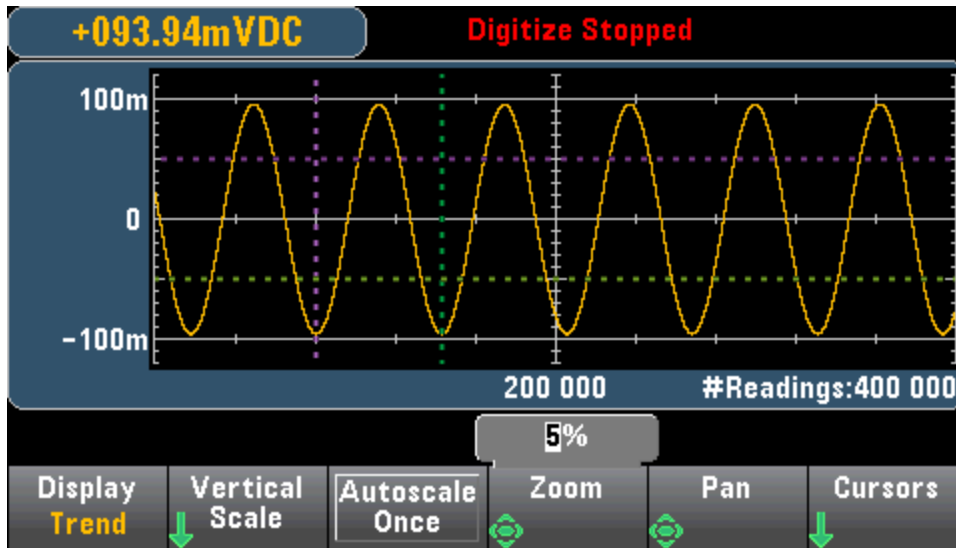 +093.94mVDC
Digitize Stopped
100m
0
-100m
200 000
#Readings:400 000
5%
Display
Trend
Vertical
Scale
Autoscale
Once
Zoom
Pan
Cursors